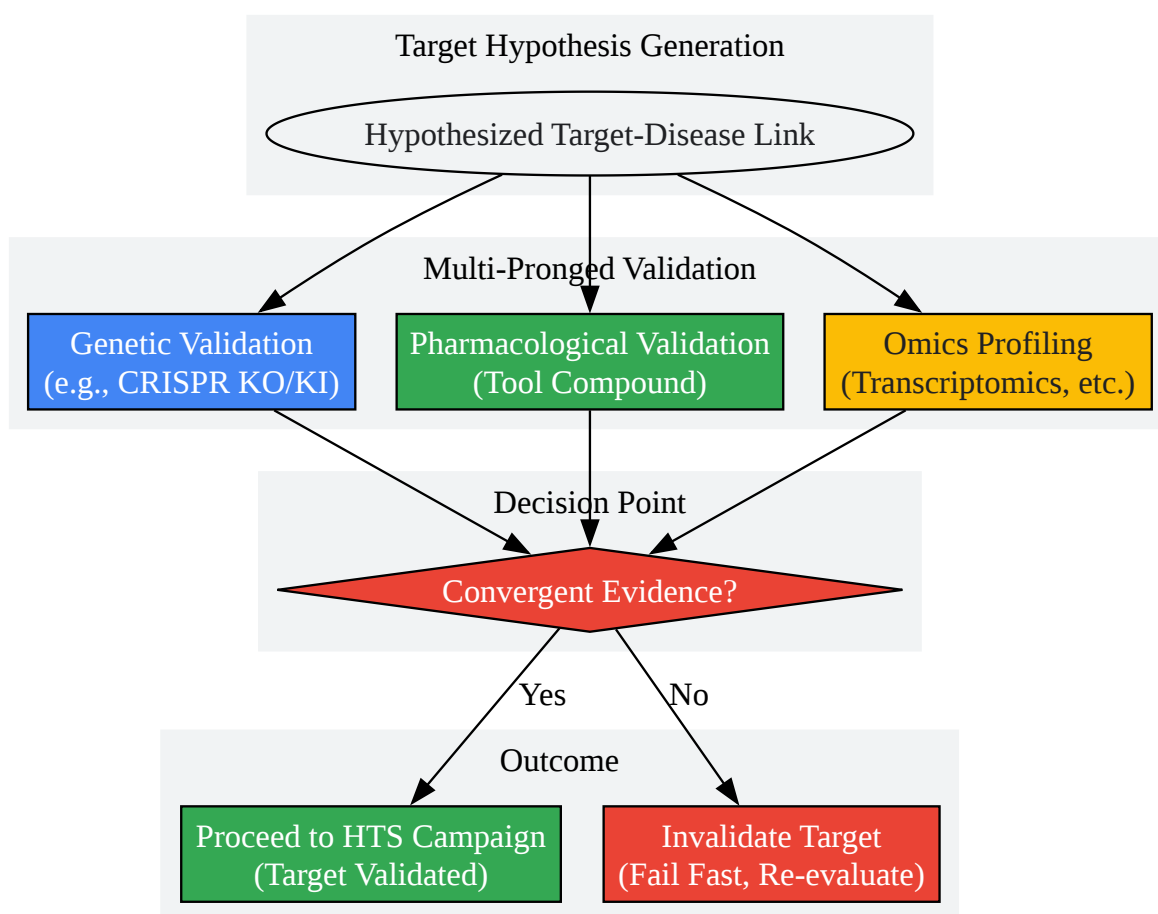 Target Hypothesis Generation
Hypothesized Target-Disease Link
Multi-Pronged Validation
Genetic Validation
(e.g., CRISPR KO/KI)
Pharmacological Validation
(Tool Compound)
Omics Profiling
(Transcriptomics, etc.)
Decision Point
Convergent Evidence?
Yes
No
Outcome
Proceed to HTS Campaign
(Target Validated)
Invalidate Target
(Fail Fast, Re-evaluate)